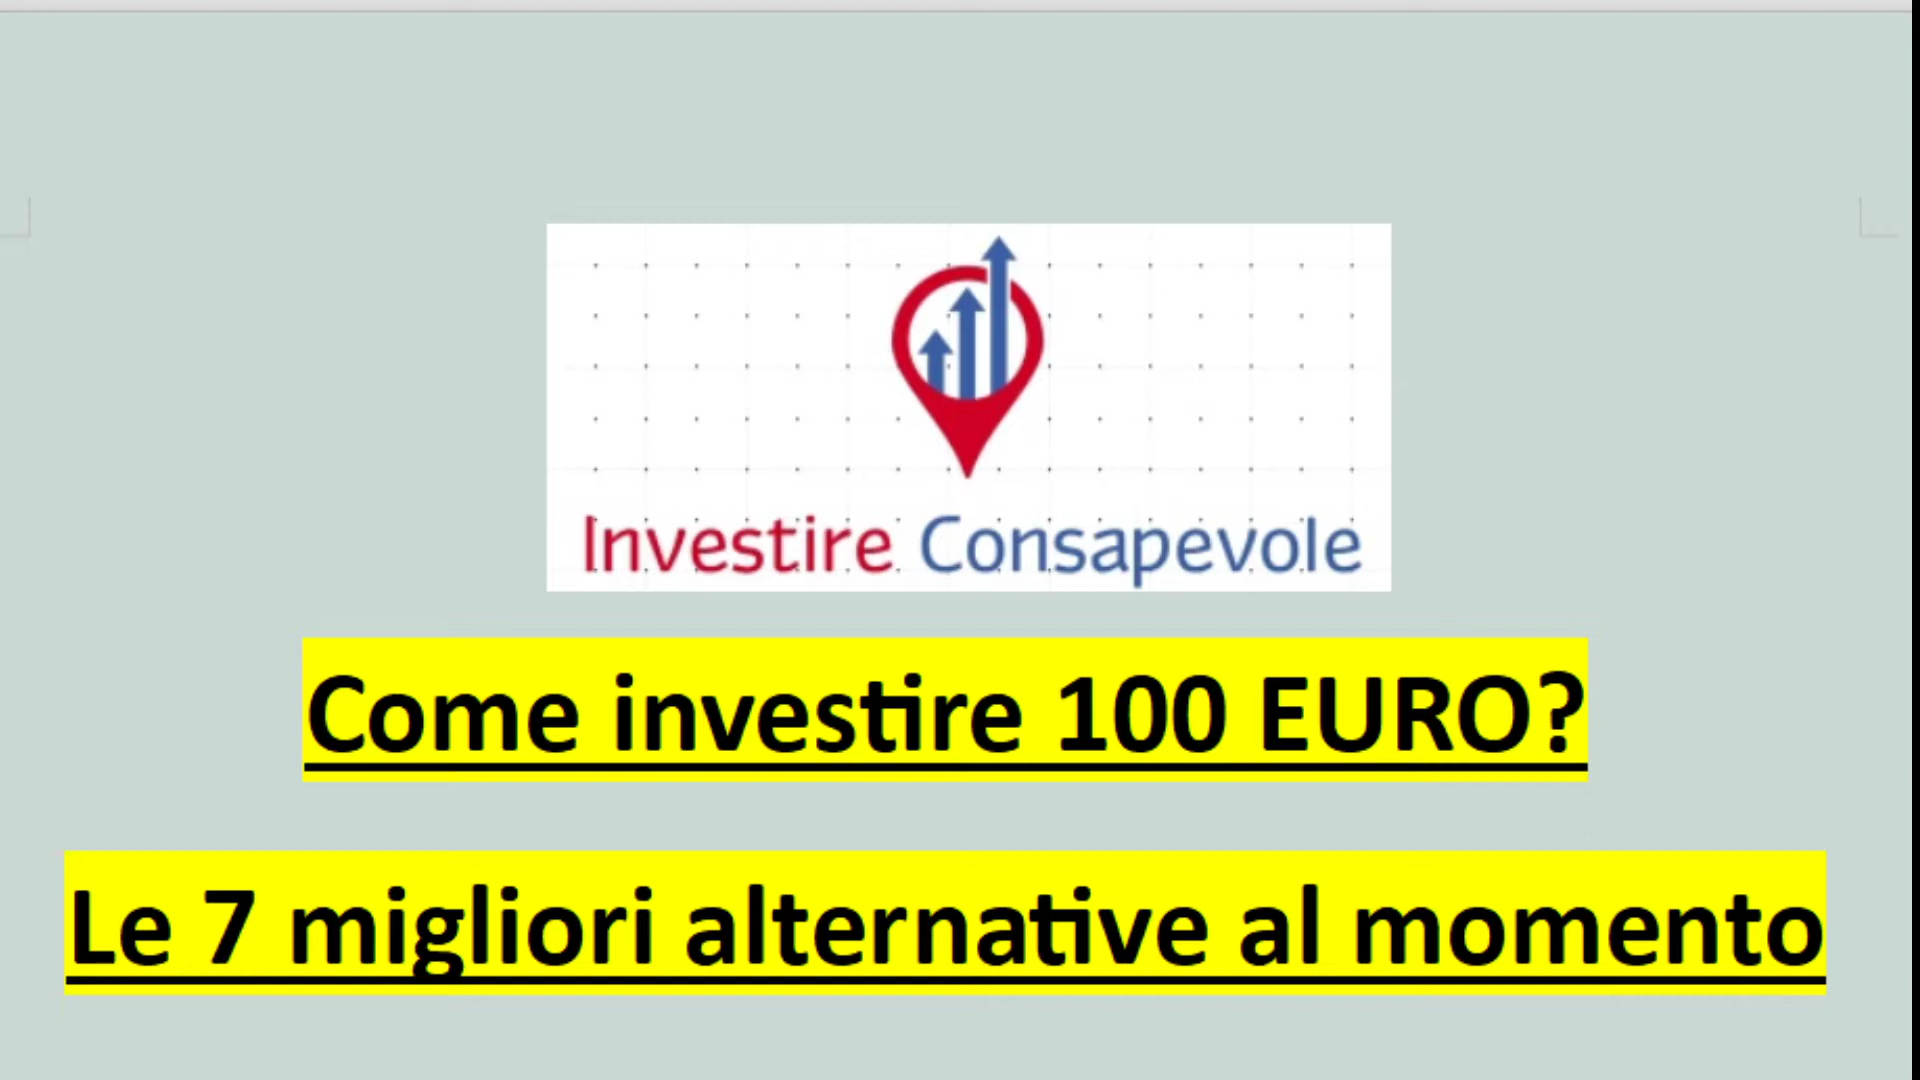 Investire Consapevole
Come investire 100 EURO?
Le 7 migliori alternative al momento